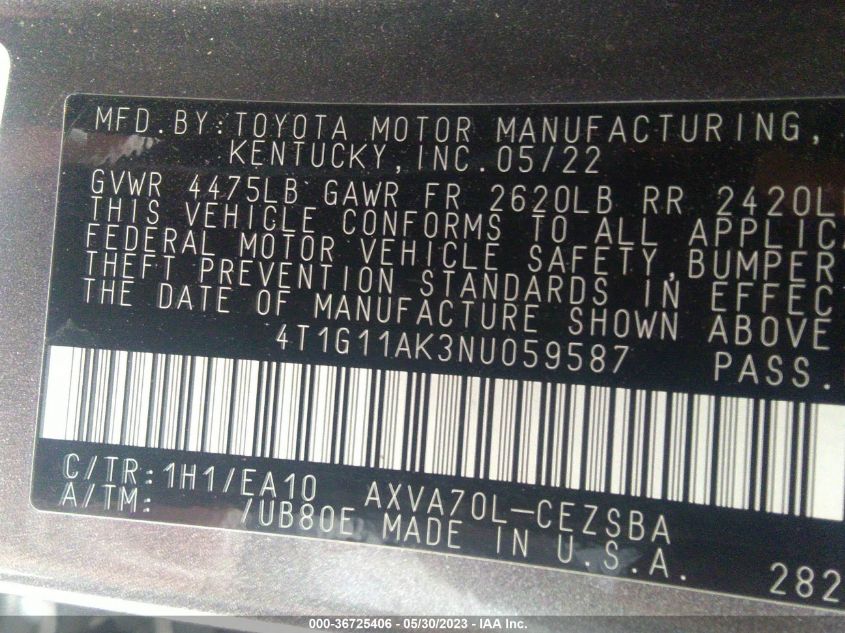 MFD.BY:TOYOTA MOTOR MANUFACTURING,
KENTUCKY,INC.05/22
GVWR 4475LB GAWR FR 2620LB RR 2420L
THIS VEHICLE CONFORMS TO ALL APPLIC
FEDERAL MOTOR VEHICLE SAFETY,BUMPER
THEFT PREVENTION STANDARDS IN EFFEC
THE DATE OF MANUFACTURE SHOWN ABOVE
4T1G11AK3NU059587 PASS.
C/TR:1H1/EA10 AXVA70L-CEZSBA
A/TM: /UB80E MADE IN U.S.A.
282
000-36725406 - 05/30/2023 - IAA Inc.